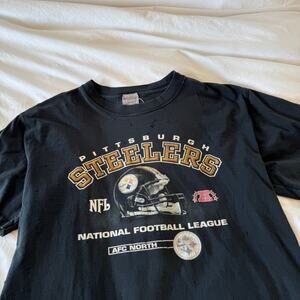 PITTSBURGH
STEELERS
NFL
A
NATIONAL FOOTBALL LEAGUE
AFC NORTH